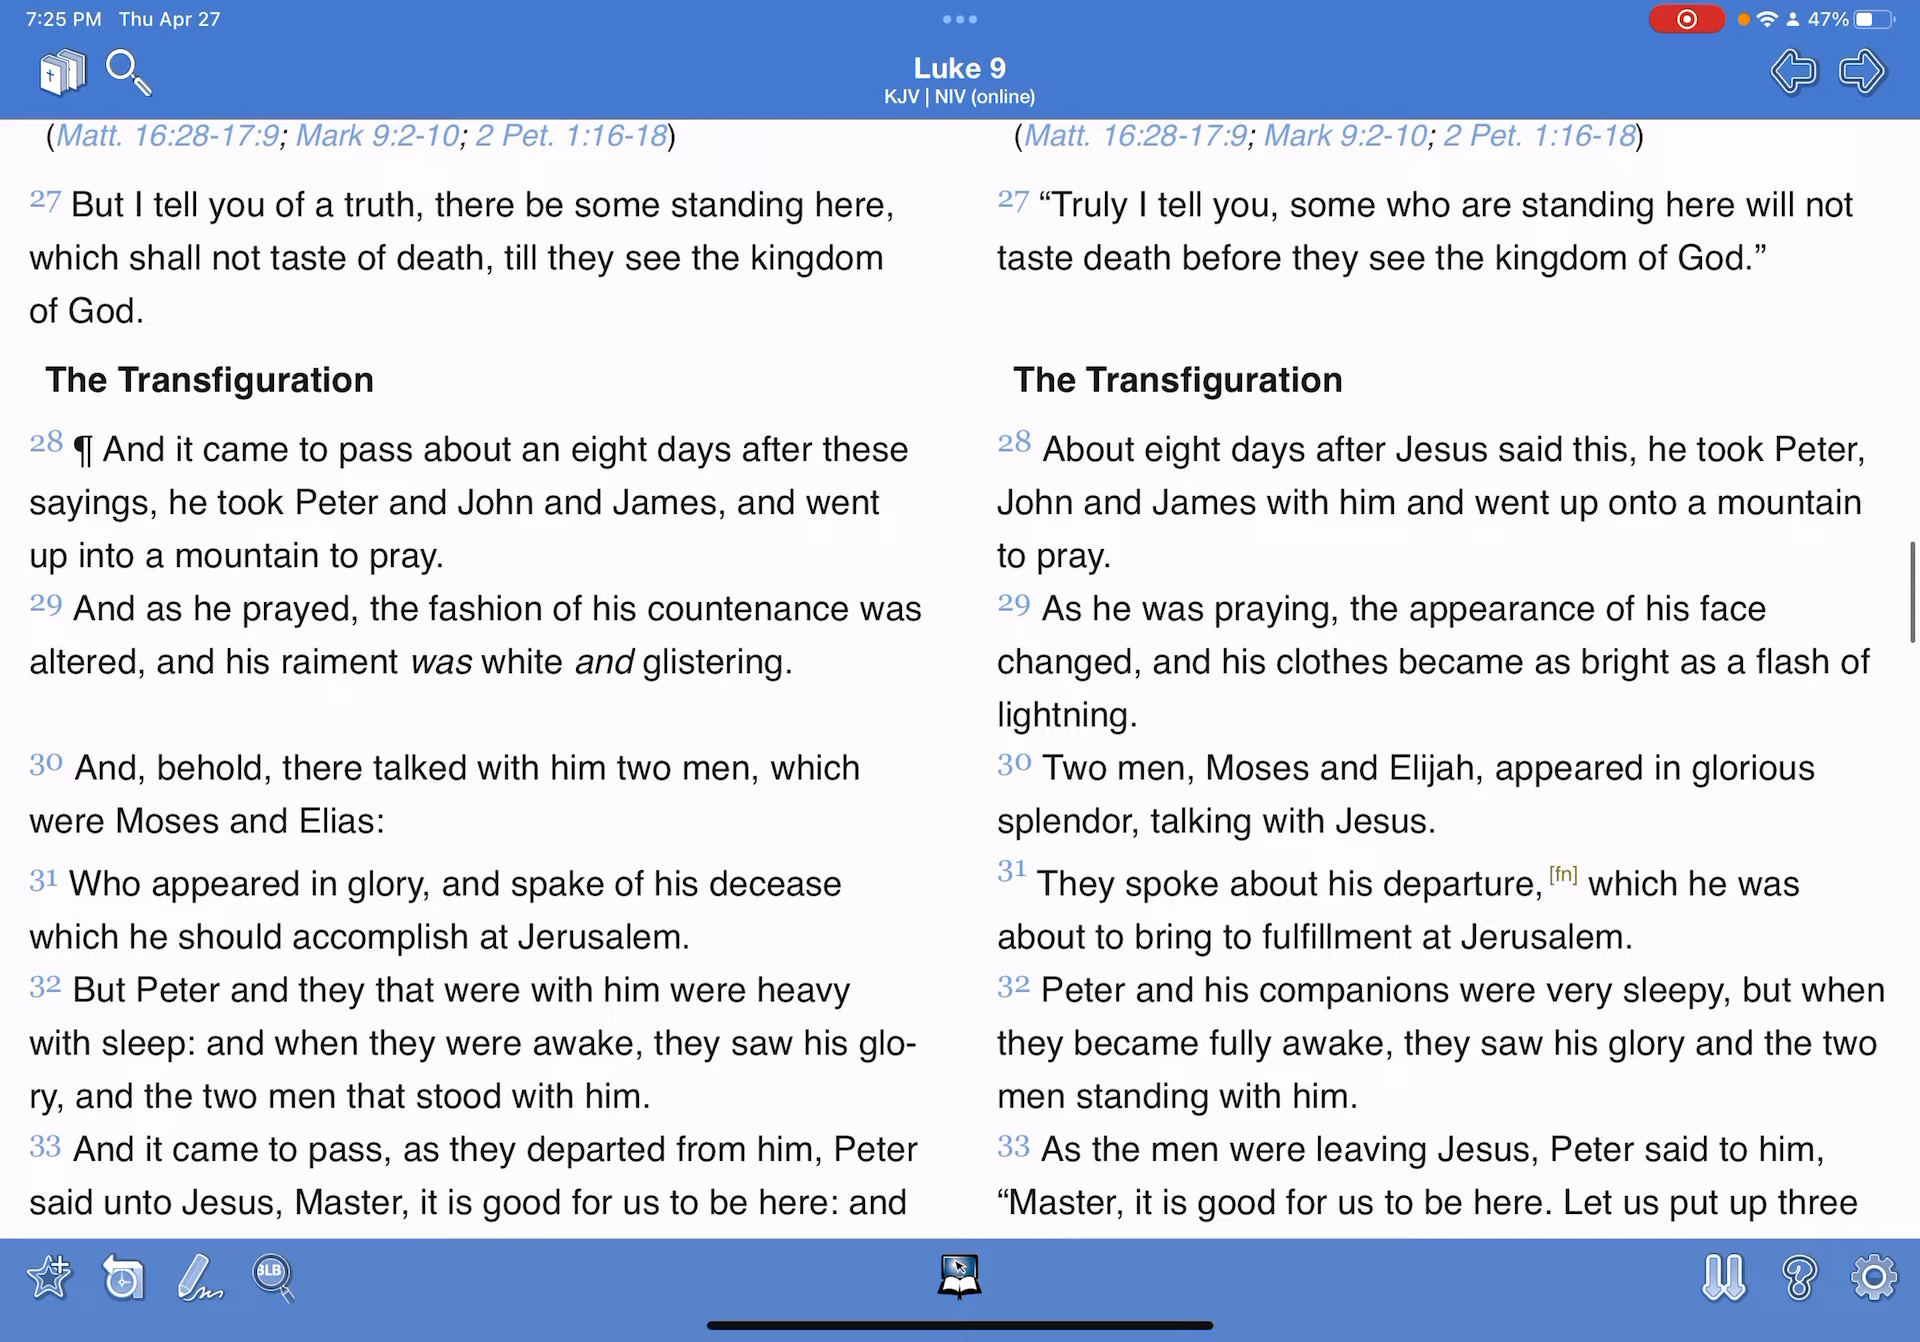 7:25 PM Thu Apr 27
47%
Luke 9
KJV | NIV (online)
(Matt. 16:28-17:9; Mark 9:2-10; 2 Pet. 1:16-18)
27 But I tell you of a truth, there be some standing here,
which shall not taste of death, till they see the kingdom
of God.
The Transfiguration
28 ¶ And it came to pass about an eight days after these
sayings, he took Peter and John and James, and went
up into a mountain to pray.
29 And as he prayed, the fashion of his countenance was
altered, and his raiment was white and glistering.
30 And, behold, there talked with him two men, which
were Moses and Elias:
31 Who appeared in glory, and spake of his decease
which he should accomplish at Jerusalem.
32 But Peter and they that were with him were heavy
with sleep: and when they were awake, they saw his glo-
ry, and the two men that stood with him.
33 And it came to pass, as they departed from him, Peter
said unto Jesus, Master, it is good for us to be here: and
(Matt. 16:28-17:9; Mark 9:2-10; 2 Pet. 1:16-18)
27 “Truly I tell you, some who are standing here will not
taste death before they see the kingdom of God.”
The Transfiguration
28 About eight days after Jesus said this, he took Peter,
John and James with him and went up onto a mountain
to pray.
29 As he was praying, the appearance of his face
changed, and his clothes became as bright as a flash of
lightning.
30 Two men, Moses and Elijah, appeared in glorious
splendor, talking with Jesus.
31 They spoke about his departure, [fn] which he was
about to bring to fulfillment at Jerusalem.
32 Peter and his companions were very sleepy, but when
they became fully awake, they saw his glory and the two
men standing with him.
33 As the men were leaving Jesus, Peter said to him,
“Master, it is good for us to be here. Let us put up three
BLB